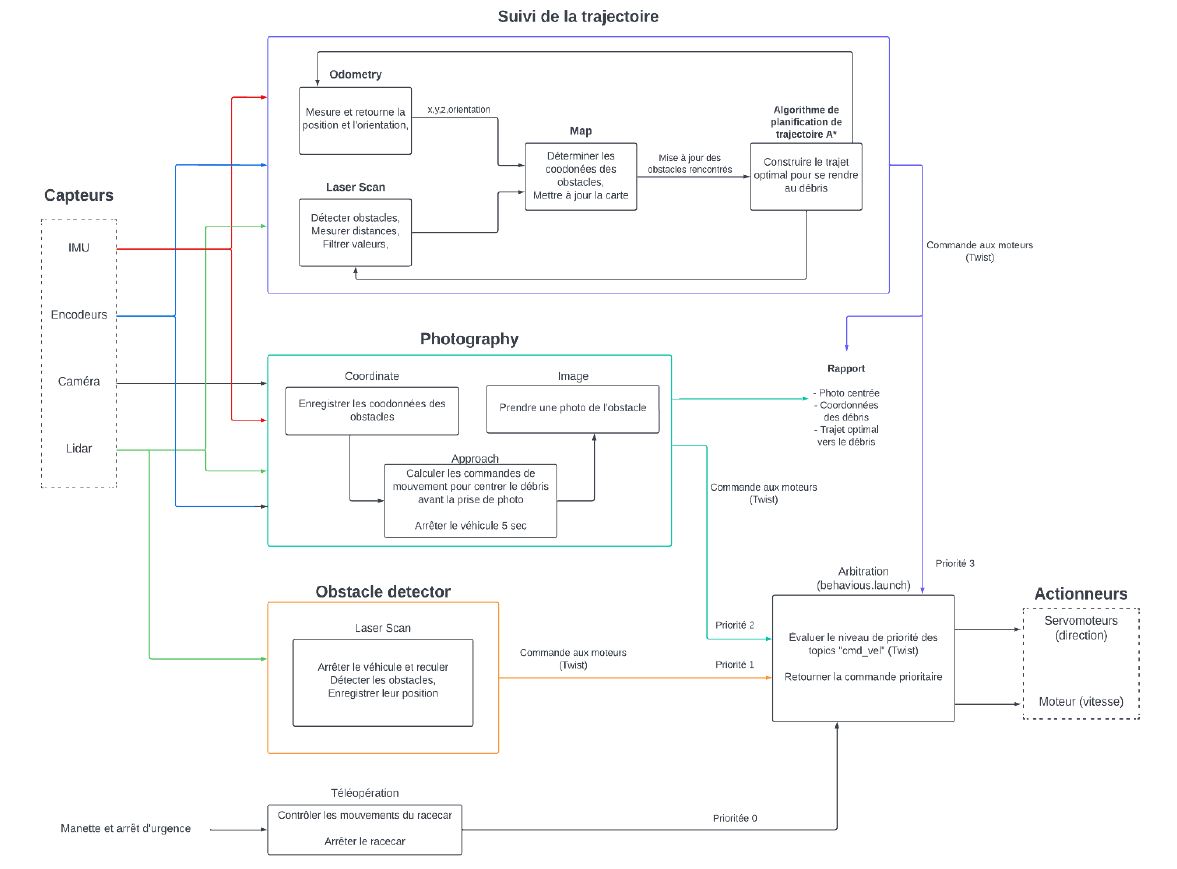 Suivi de la trajectoire
Odometry
Mesure et retourne la
position et l'orientation,
x,y,z,orientation
Laser Scan
Détecter obstacles,
Mesurer distances,
Filtrer valeurs,
Map
Déterminer les
coodonées des
obstacles,
Mettre à jour la carte
Mise à jour des
obstacles rencontrés
Algorithme de
planification de
trajectoire A*
Construire le trajet
optimal pour se rendre
au débris
Capteurs
IMU
Encodeurs
Caméra
Lidar
Commande aux moteurs
(Twist)
Photography
Coordinate
Enregistrer les coodonnées des
obstacles
Image
Prendre une photo de l'obstacle
Approach
Calculer les commandes de
mouvement pour centrer le débris
avant la prise de photo
Arrêter le véhicule 5 sec
Rapport
- Photo centrée
- Coordonnées
des débris
- Trajet optimal
vers le débris
Commande aux moteurs
(Twist)
Priorité 3
Obstacle detector
Laser Scan
Arrêter le véhicule et reculer
Détecter les obstacles,
Enregistrer leur position
Commande aux moteurs
(Twist)
Priorité 2
Priorité 1
Arbitration
(behavious.launch)
Évaluer le niveau de priorité des
topics "cmd_vel" (Twist)
Retourner la commande prioritaire
Actionneurs
Servomoteurs
(direction)
Moteur (vitesse)
Téléopération
Manette et arrêt d'urgence
Contrôler les mouvements du racecar
Arrêter le racecar
Prioritée 0